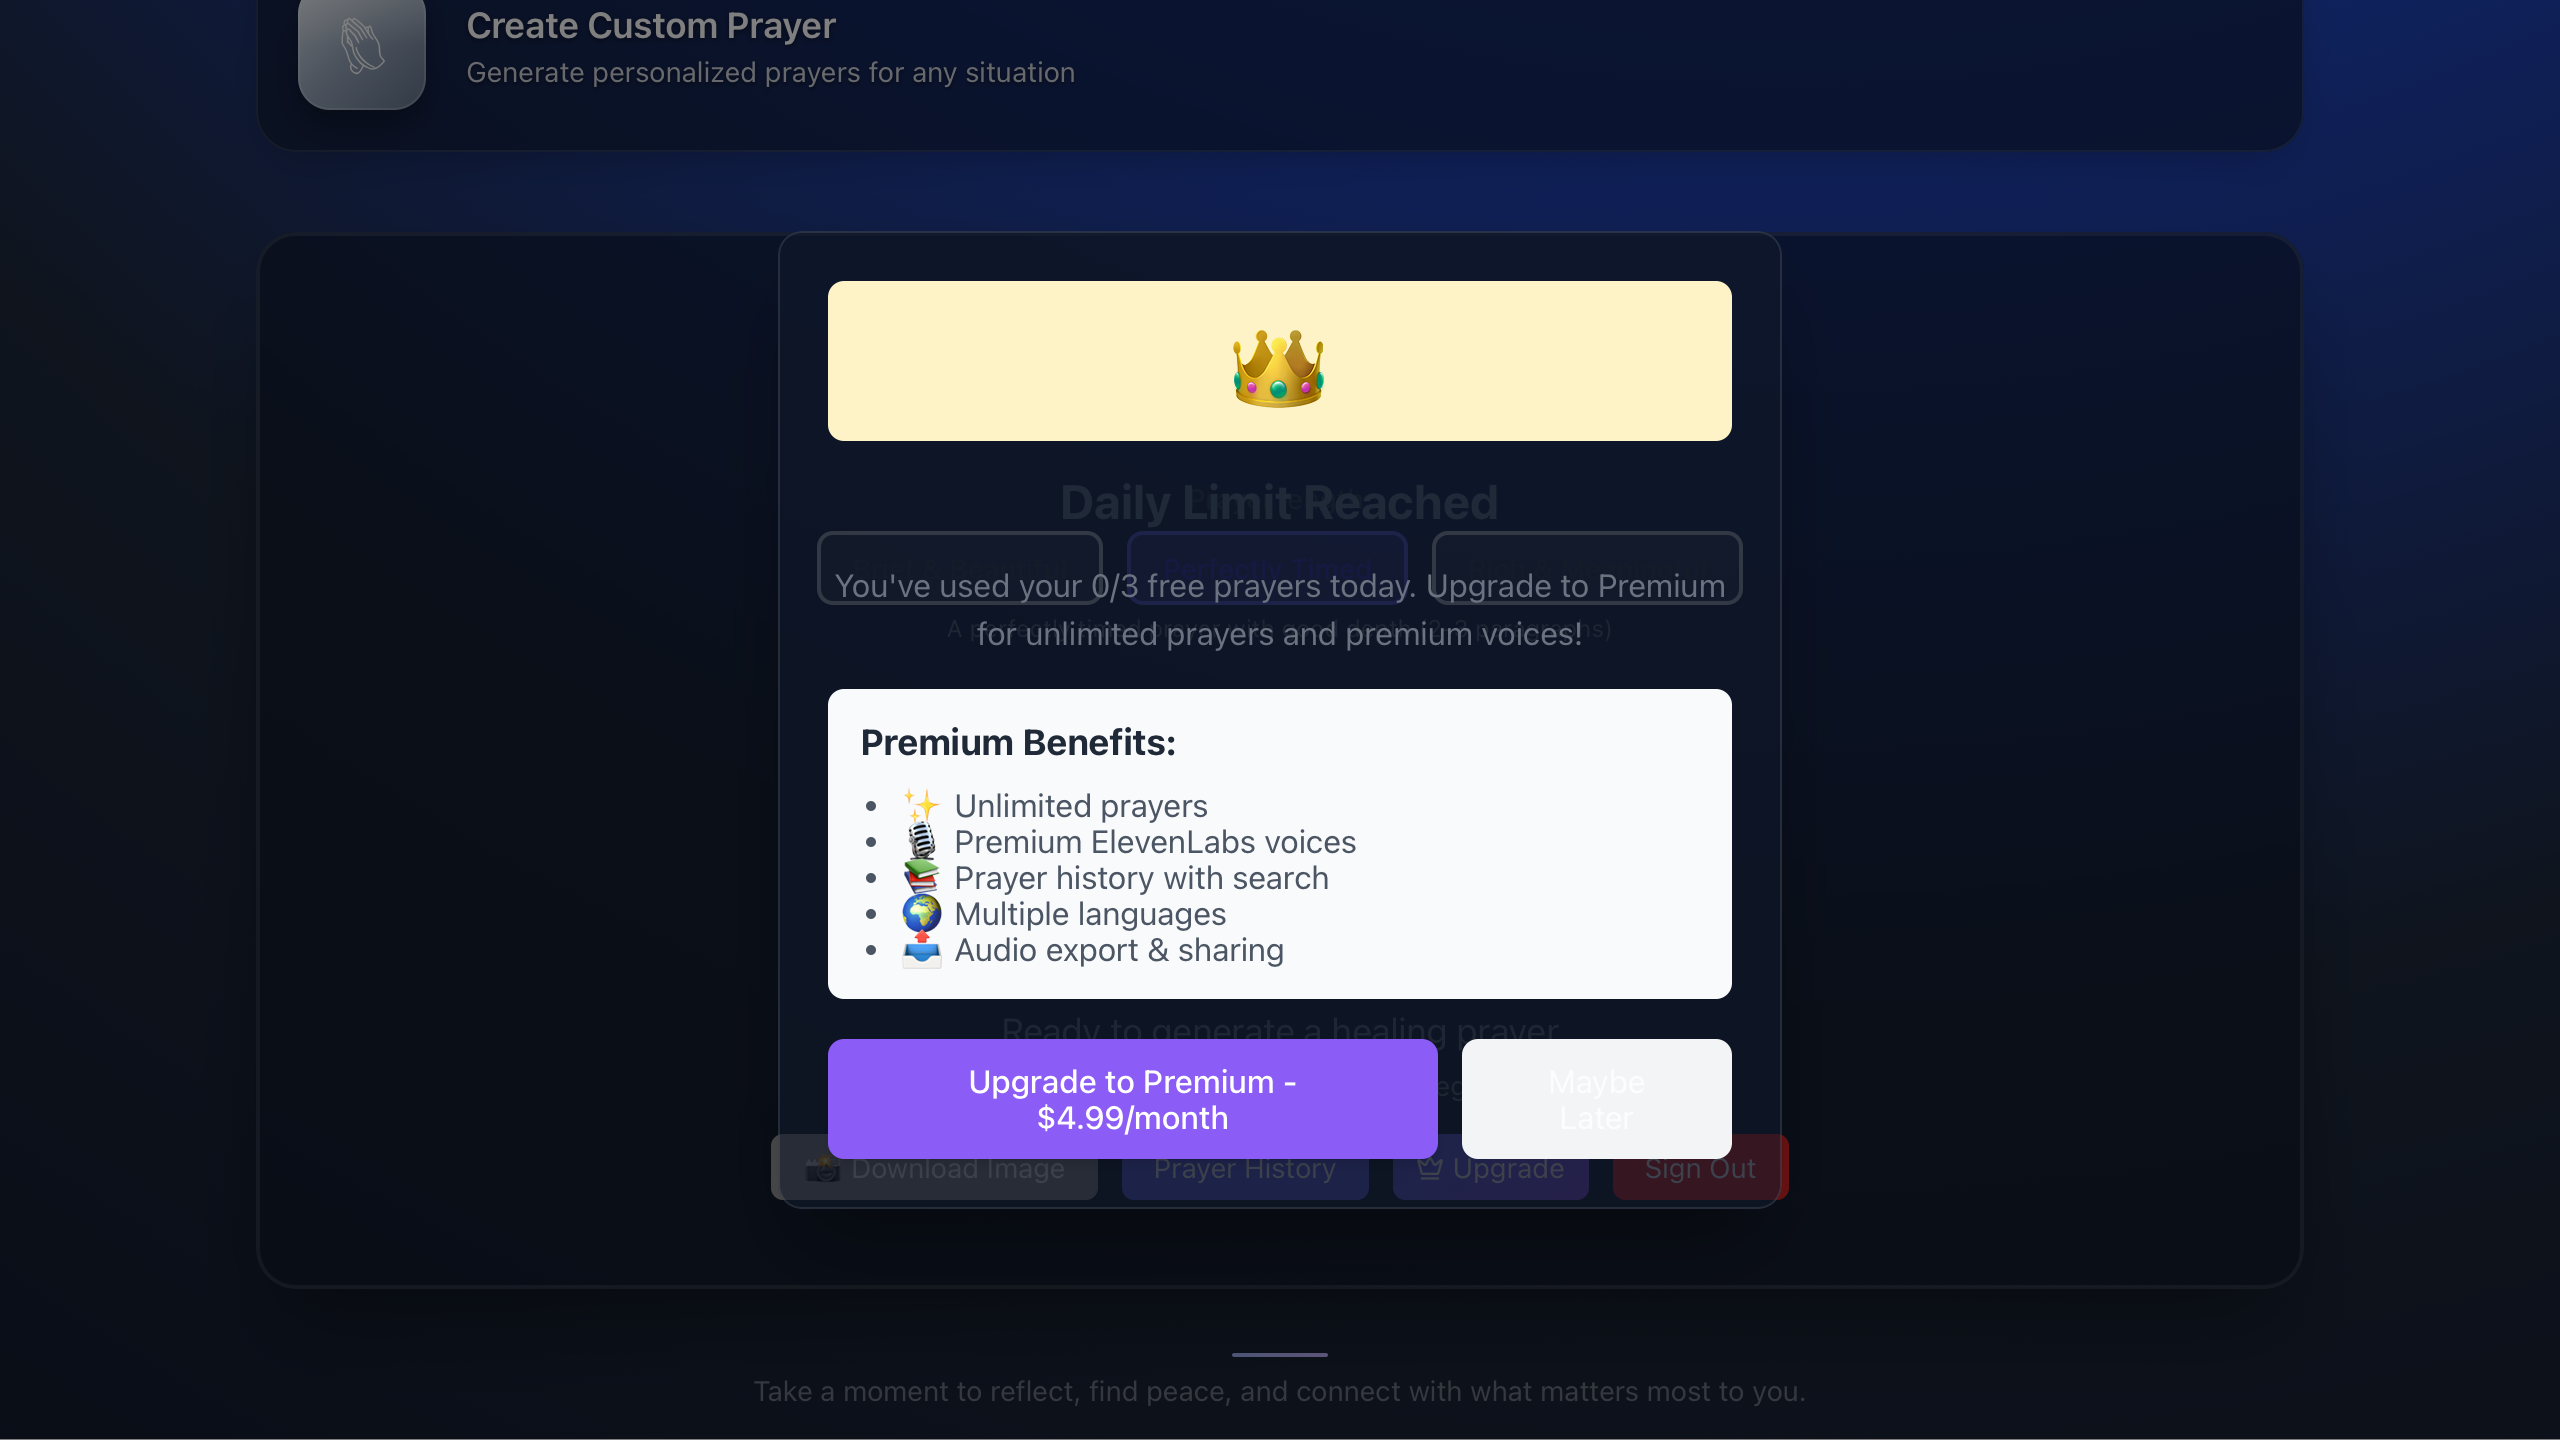 Create Custom Prayer
Generate personalized prayers for any situation
Daily Limit Reached
Perfectly Timed
You've used your 0/3 free prayers today. Upgrade to Premium
for unlimited prayers and premium voices!
Premium Benefits:
• ✨ Unlimited prayers
• 🎙️ Premium ElevenLabs voices
• 📚 Prayer history with search
• 🌍 Multiple languages
• 📤 Audio export & sharing
Ready to generate a healing prayer
Upgrade to Premium -
$4.99/month
Maybe
Later
Download Image
Prayer History
Upgrade
Sign Out
Take a moment to reflect, find peace, and connect with what matters most to you.